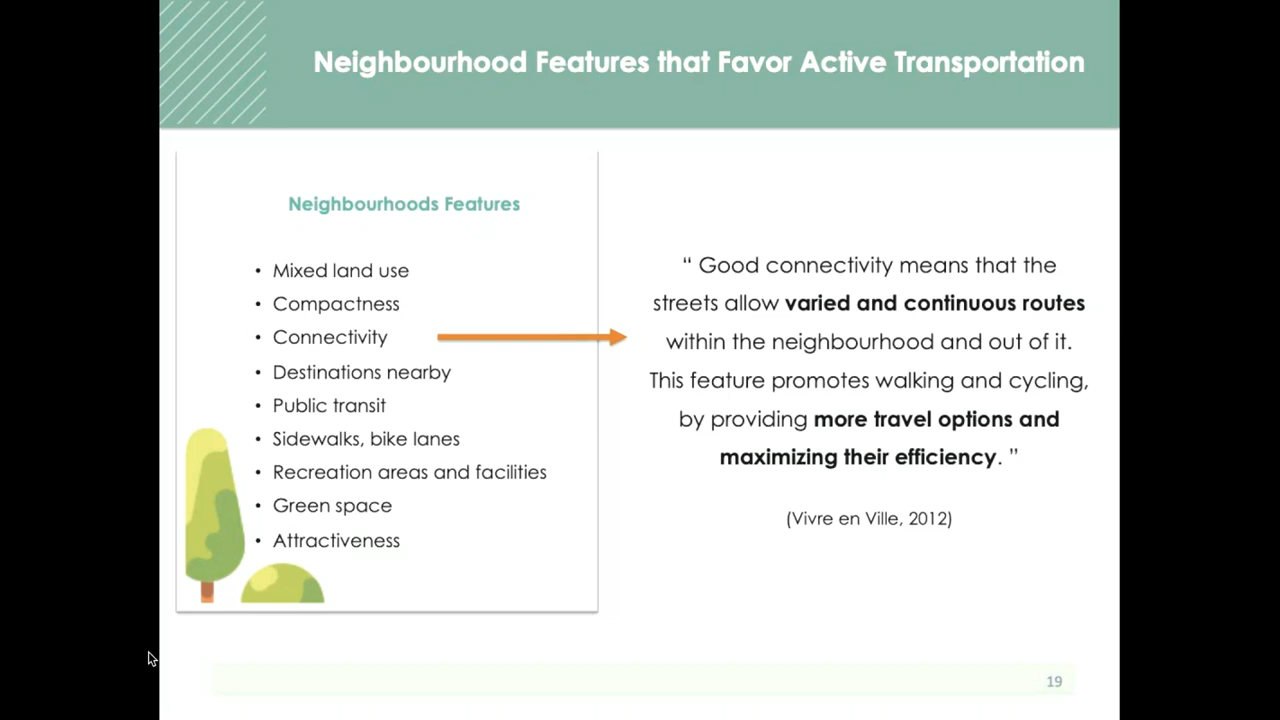 Neighbourhood Features that Favor Active Transportation
Neighbourhoods Features
• Mixed land use
• Compactness
• Connectivity
• Destinations nearby
• Public transit
• Sidewalks, bike lanes
• Recreation areas and facilities
• Green space
• Attractiveness
“ Good connectivity means that the
streets allow varied and continuous routes
within the neighbourhood and out of it.
This feature promotes walking and cycling,
by providing more travel options and
maximizing their efficiency. ”
(Vivre en Ville, 2012)
19